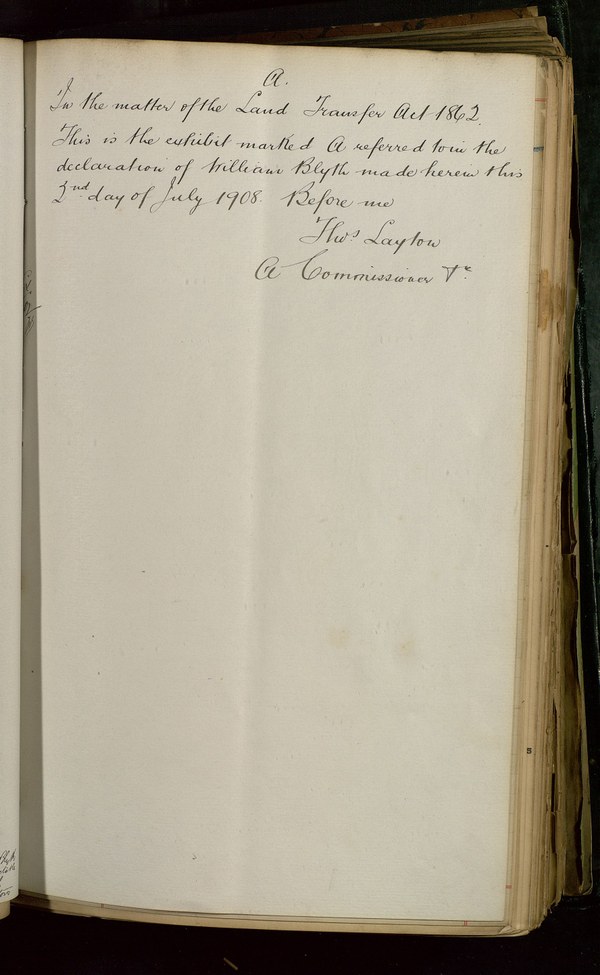 A.
In the matter of the Land Transfer Act 1862.
This is the exhibit marked A referred to in the
declaration of William Blyth made herein this
2nd day of July 1908. Before me
Thos Layton
A Commissioner &c
5